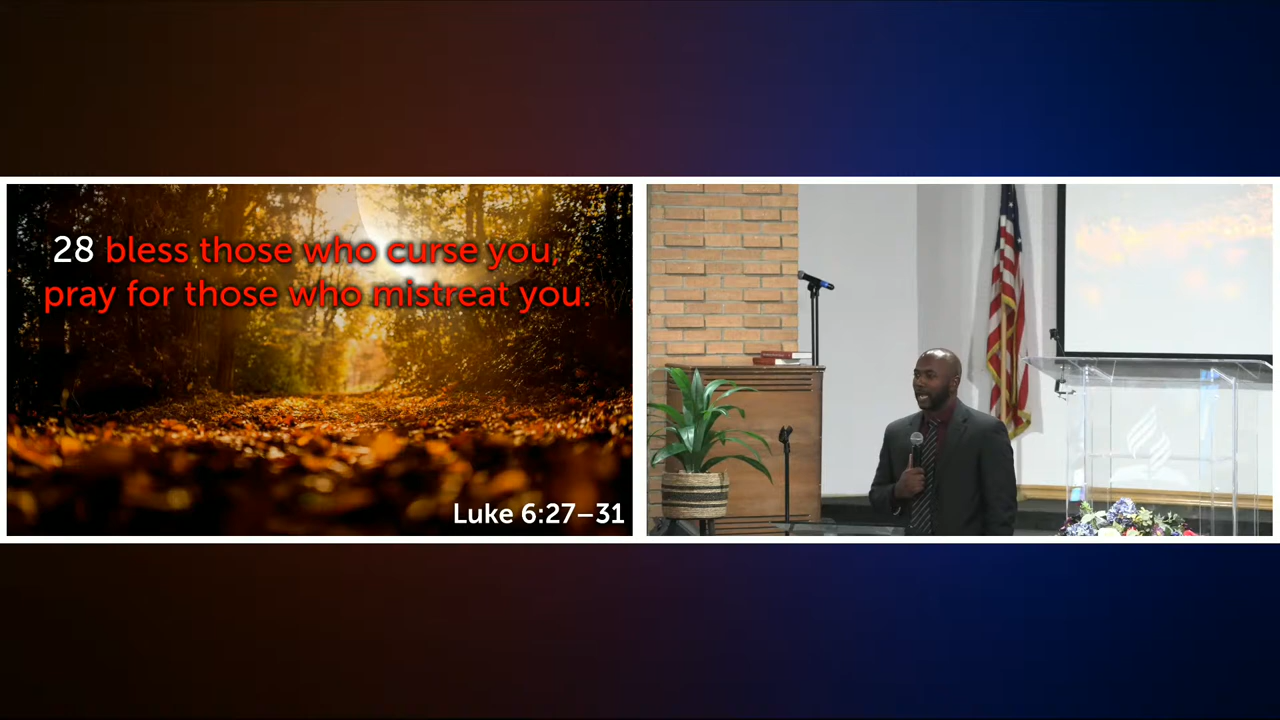 28 bless those who curse you,
pray for those who mistreat you.
Luke 6:27–31